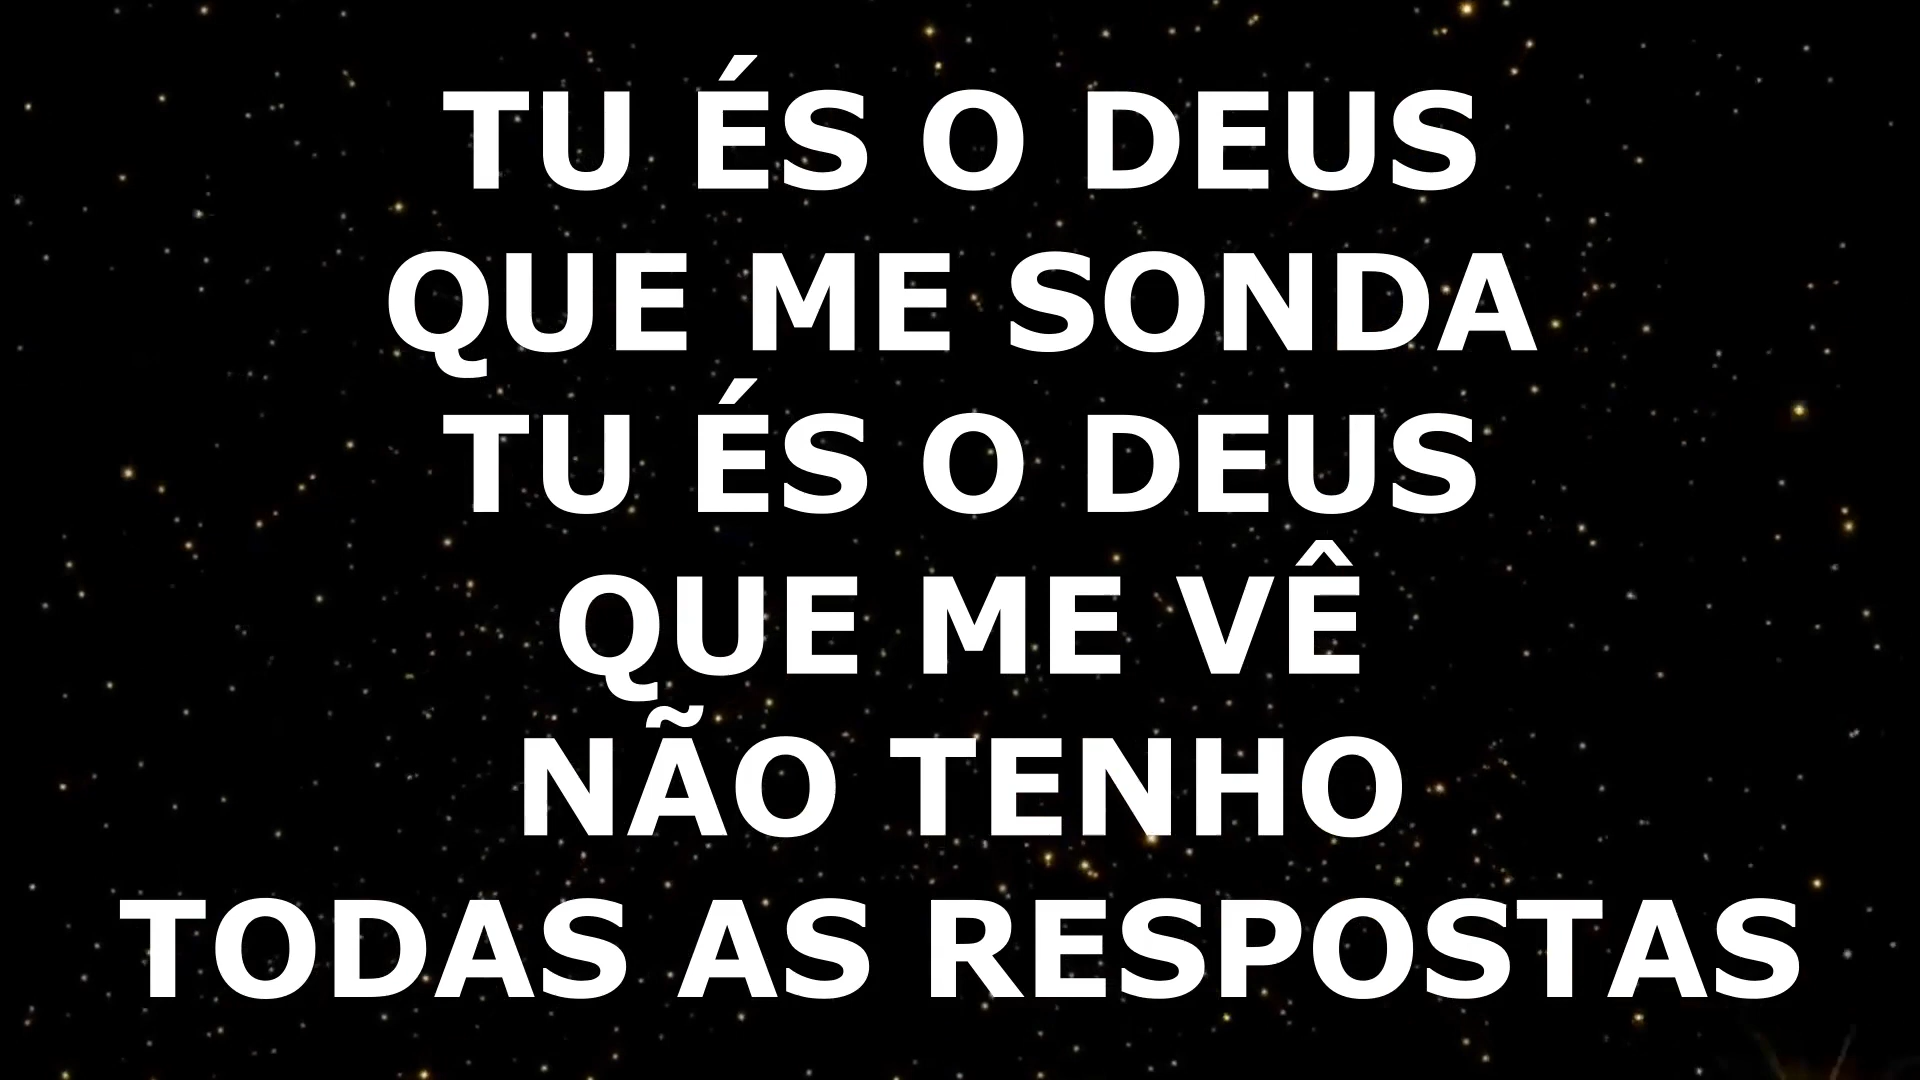 TU ÉS O DEUS
QUE ME SONDA
TU ÉS O DEUS
QUE ME VÊ
NÃO TENHO
TODAS AS RESPOSTAS